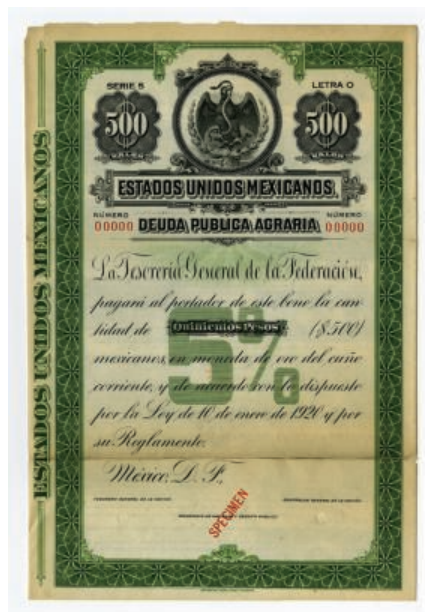 SERIE S
LETRA O
500
500
VALEN
VALEN
ESTADOS UNIDOS MEXICANOS.
NÚMERO
NÚMERO
00000 DEUDA PUBLICA AGRARIA 00000
La Tesorería General de la Federación,
pagará al portador de este bono la can-
tidad de Quinientos Pesos ($500)
mexicanos, en moneda de oro del cuño
corriente, y de acuerdo con lo dispuesto
por la Ley de 10 de enero de 1920 y por
su Reglamento.
5%
México, D. F.,
SPECIMEN
ESTADOS UNIDOS MEXICANOS